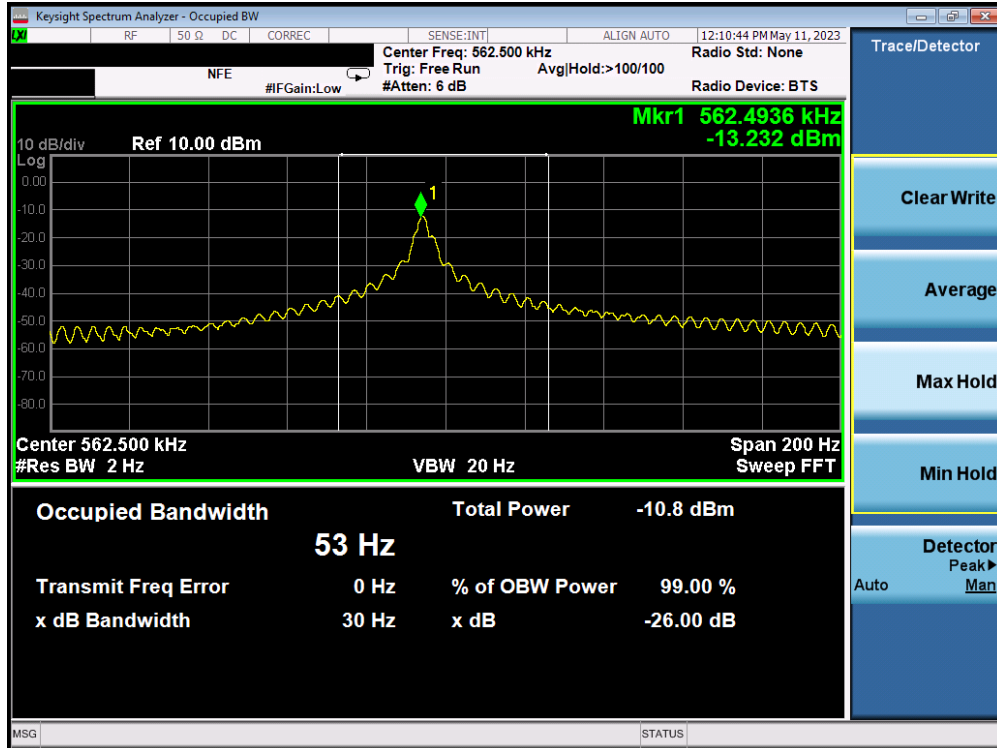 Keysight Spectrum Analyzer - Occupied BW
LXI RF 50 Ω DC CORREC SENSE:INT ALIGN AUTO 12:10:44 PM May 11, 2023
Center Freq: 562.500 kHz Radio Std: None
NFE Trig: Free Run Avg|Hold:>100/100
#IFGain:Low #Atten: 6 dB Radio Device: BTS
Mkr1 562.4936 kHz
10 dB/div Ref 10.00 dBm -13.232 dBm
Log
0.00
1
-10.0
-20.0
-30.0
-40.0
-50.0
-60.0
-70.0
-80.0
Center 562.500 kHz Span 200 Hz
#Res BW 2 Hz VBW 20 Hz Sweep FFT
Occupied Bandwidth Total Power -10.8 dBm
53 Hz
Transmit Freq Error 0 Hz % of OBW Power 99.00 %
x dB Bandwidth 30 Hz x dB -26.00 dB
MSG STATUS
Trace/Detector
Clear Write
Average
Max Hold
Min Hold
Detector
Peak▶
Auto Man